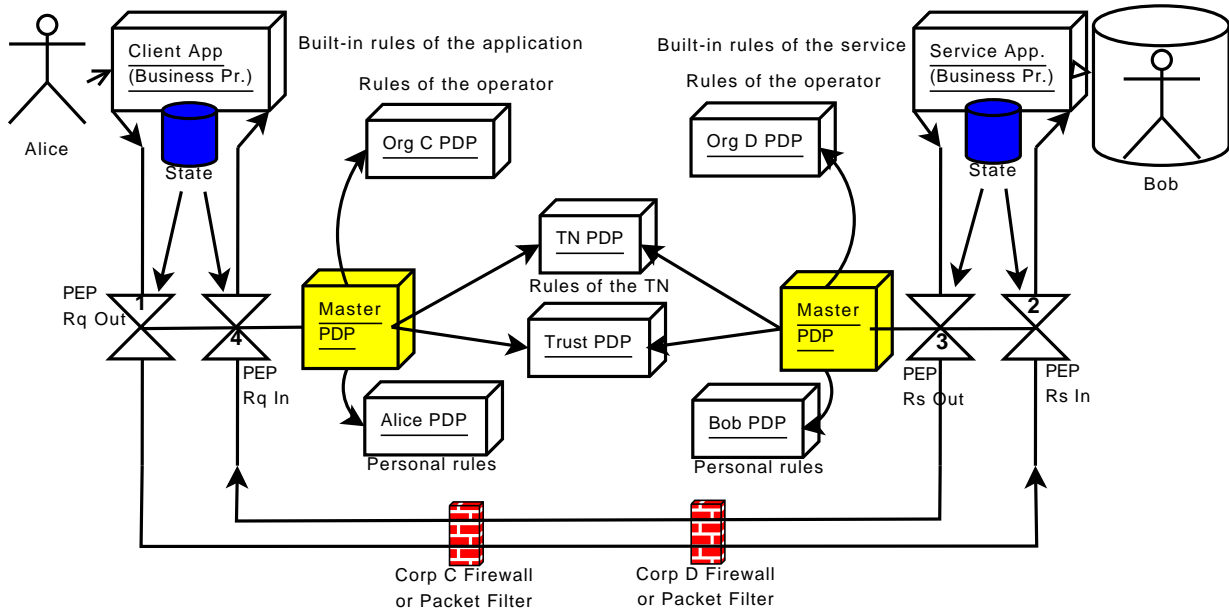 Client App
(Business Pr.)
Alice
State
Built-in rules of the application
Rules of the operator
Org C PDP
Built-in rules of the service
Rules of the operator
Org D PDP
Service App.
(Business Pr.)
State
Bob
TN PDP
Rules of the TN
Trust PDP
PEP
Rq Out
1
4
PEP
Rq In
Master
PDP
Alice PDP
Personal rules
Master
PDP
Bob PDP
Personal rules
3
PEP
Rs Out
2
PEP
Rs In
Corp C Firewall
or Packet Filter
Corp D Firewall
or Packet Filter